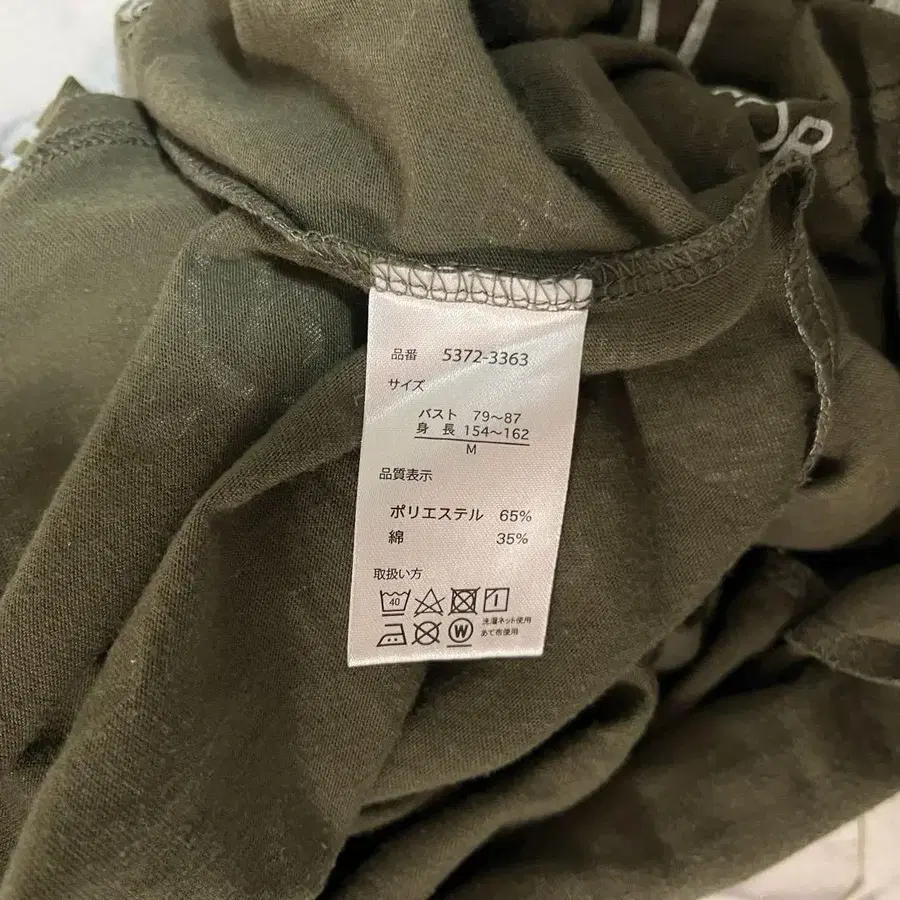 品番 5372-3363
サイズ
バスト 79～87
身長 154～162
M
品質表示
ポリエステル 65%
綿 35%
取扱い方
40
洗濯ネット使用
W
あて布使用